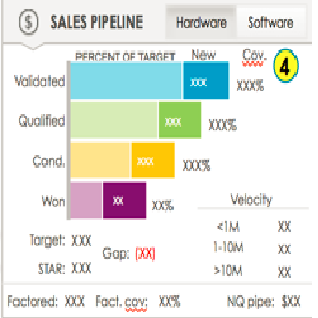 $ SALES PIPELINE Hardware Software
PERCENT OF TARGET New Cov. 4
Validated XXX XXX%
Qualified XXX XXX%
Cond. XXX XXX%
Won XX XX%
Velocity
<1M XX
Target: XXX 1-10M XX
Gap: (XX)
STAR: XXX >10M XX
Factored: XXX Fact. cov: XX% NQ pipe: $XX